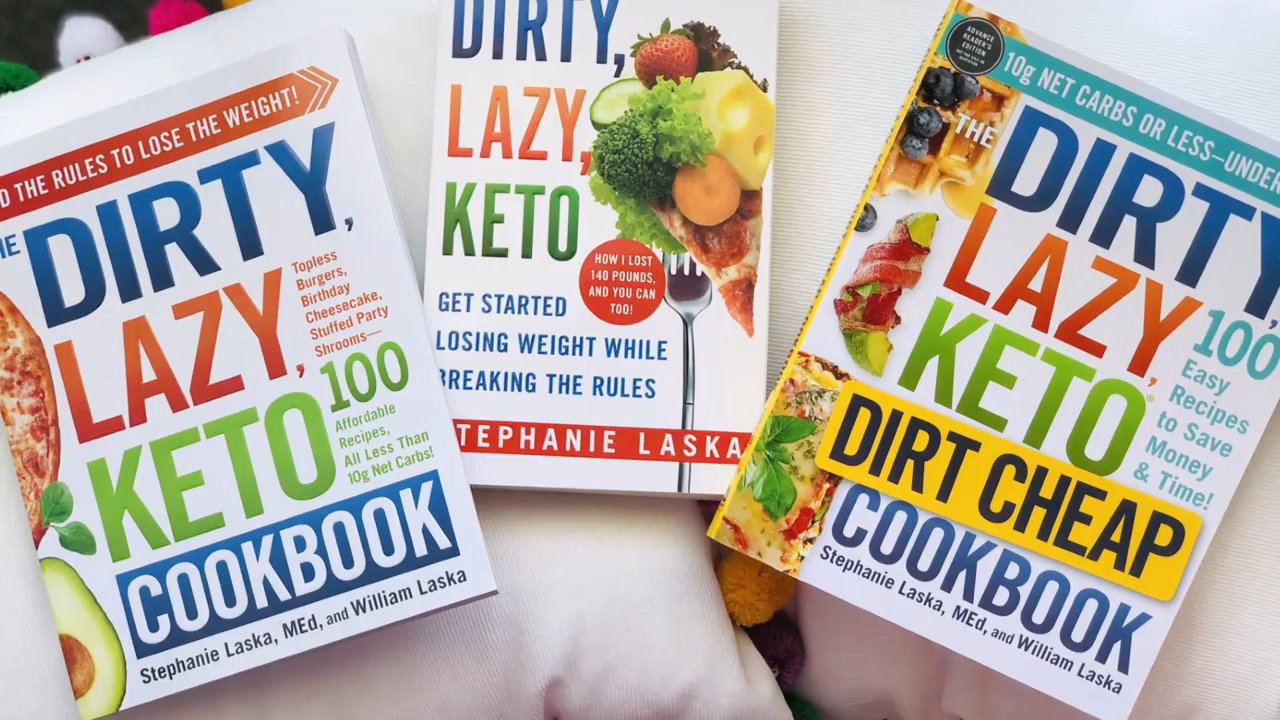 D THE RULES TO LOSE THE WEIGHT!
HE
DIRTY,
LAZY,
KETO
Topless
Burgers,
Birthday
Cheesecake,
Stuffed Party
Shrooms—
100
Affordable
Recipes,
All Less Than
10g Net Carbs!
COOKBOOK
Stephanie Laska, MEd, and William Laska
DIRTY,
LAZY,
KETO
HOW I LOST
140 POUNDS,
AND YOU CAN
TOO!
GET STARTED
LOSING WEIGHT WHILE
BREAKING THE RULES
STEPHANIE LASKA
ADVANCE
READER'S
EDITION
10g NET CARBS OR LESS—UNDER
THE
DIRTY,
LAZY,
KETO®
100
Easy
Recipes
to Save
Money
& Time!
DIRT CHEAP
COOKBOOK
Stephanie Laska, MEd, and William Laska